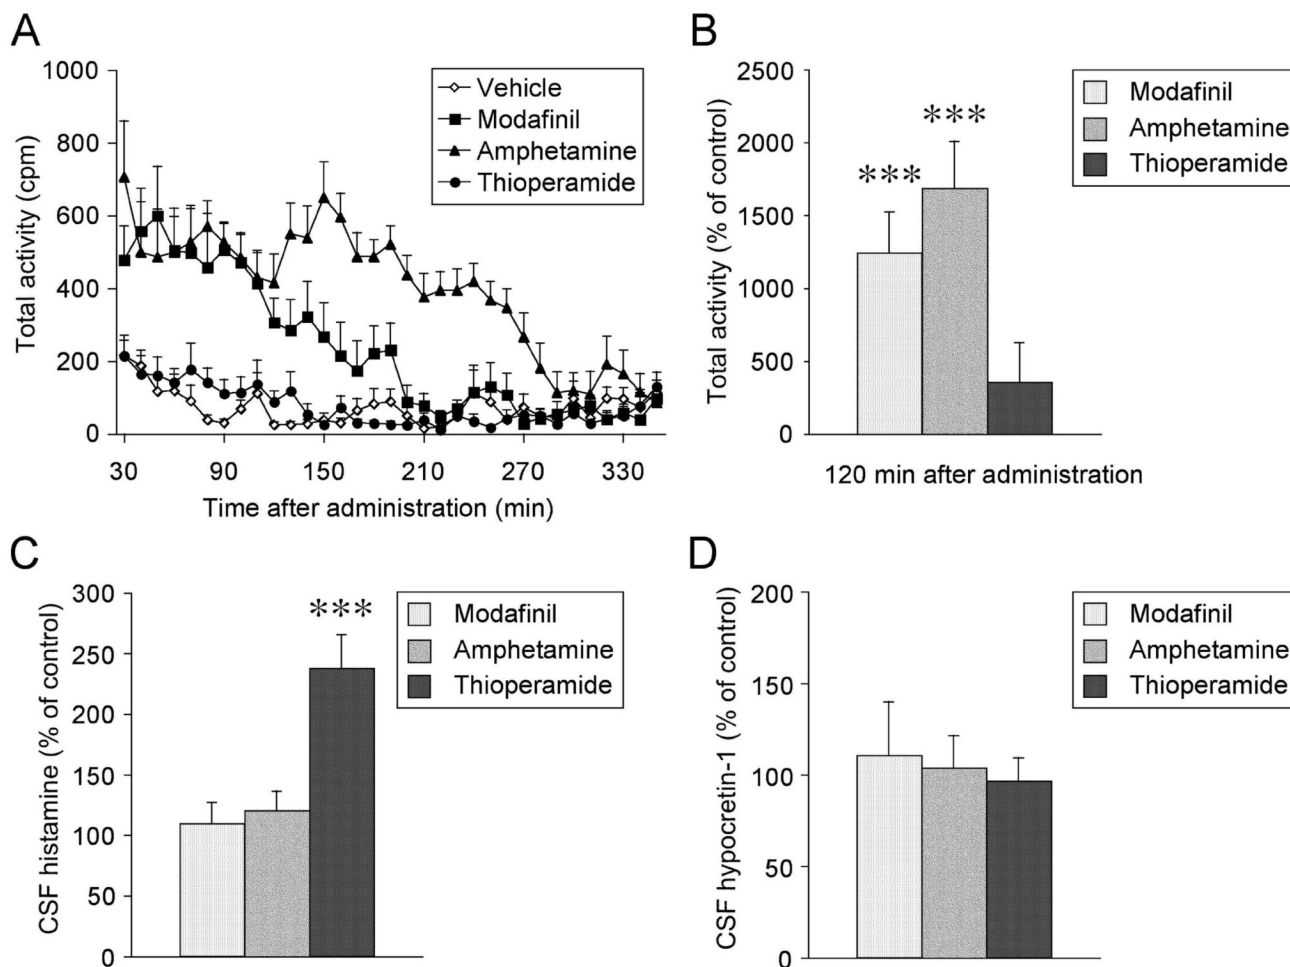 A
Total activity (cpm)
1000
800
600
400
200
0
30
90
150
210
270
330
Time after administration (min)
Vehicle
Modafinil
Amphetamine
Thioperamide
B
Total activity (% of control)
2500
2000
1500
1000
500
0
***
***
120 min after administration
Modafinil
Amphetamine
Thioperamide
C
CSF histamine (% of control)
300
250
200
150
100
50
0
***
Modafinil
Amphetamine
Thioperamide
D
CSF hypocretin-1 (% of control)
200
150
100
50
0
Modafinil
Amphetamine
Thioperamide